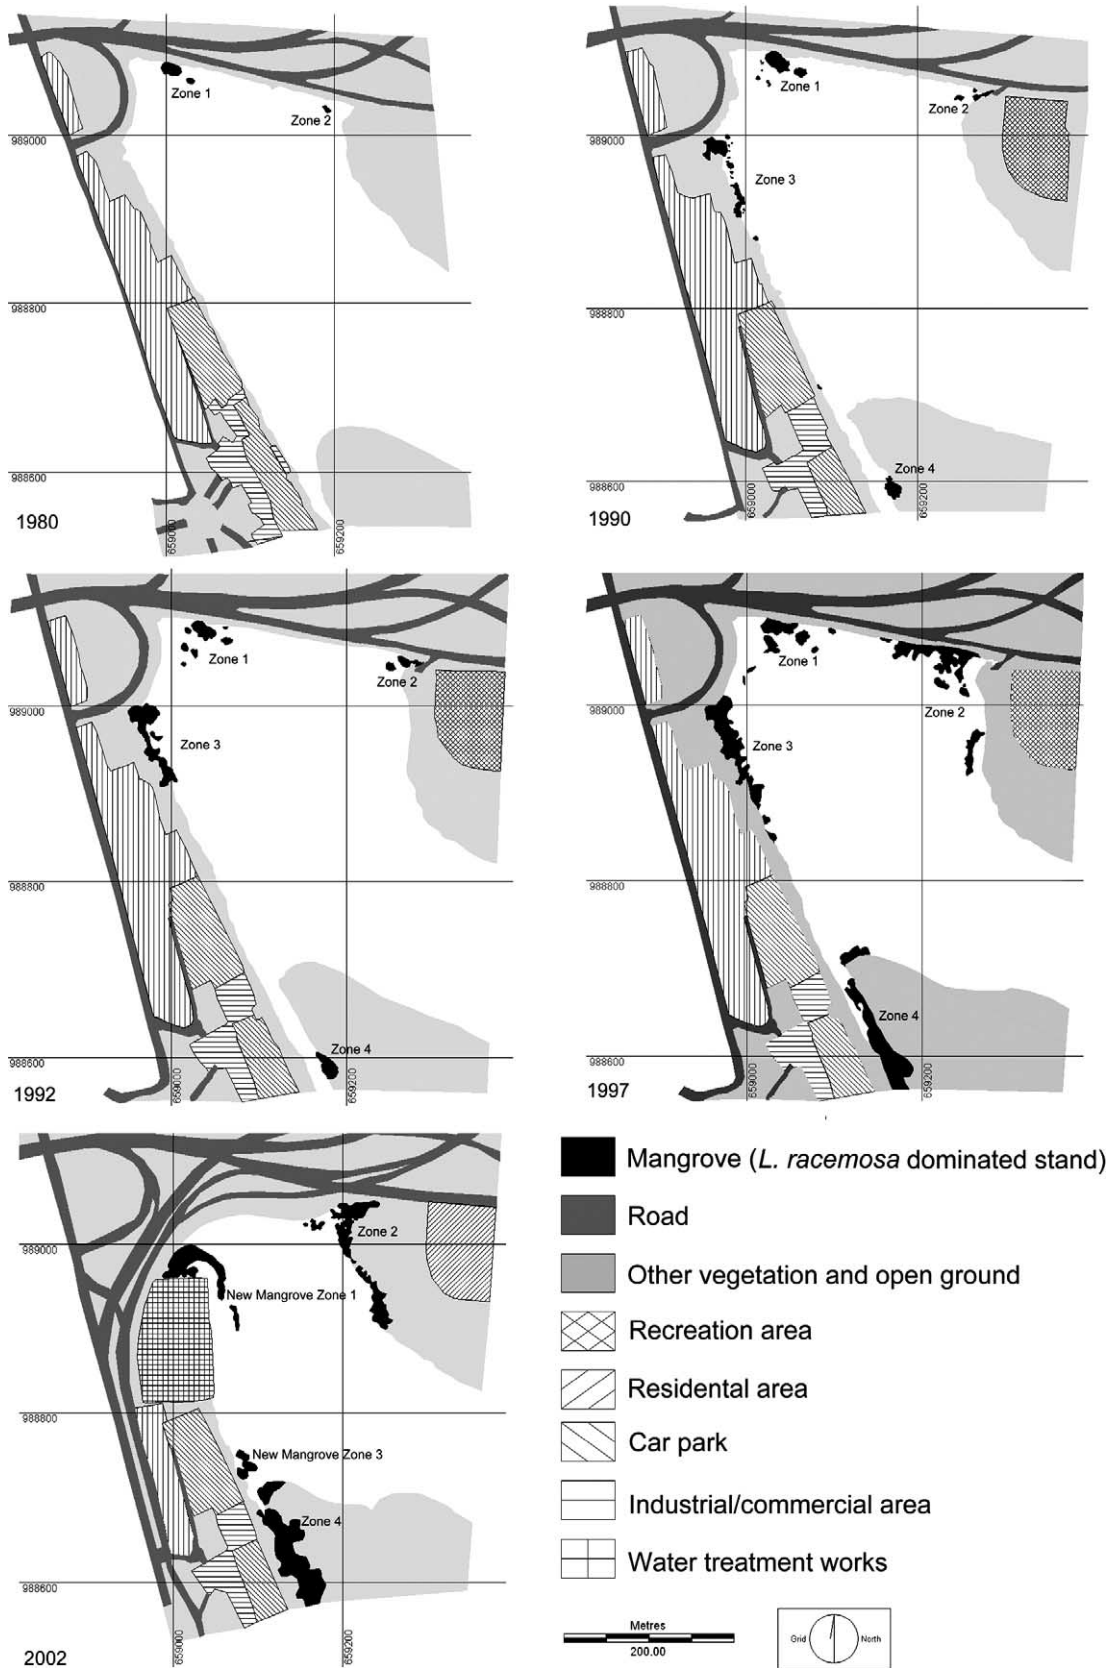 Zone 1
Zone 2
989000
988800
988600
1980
659000
659200
Zone 1
Zone 2
989000
Zone 3
988800
Zone 4
988600
1990
659000
659200
Zone 1
Zone 2
989000
Zone 3
988800
Zone 4
988600
1992
659000
659200
Zone 1
989000
Zone 2
Zone 3
988800
Zone 4
988600
1997
659000
659200
Zone 2
989000
New Mangrove Zone 1
988800
New Mangrove Zone 3
Zone 4
988600
2002
659000
659200
Mangrove (L. racemosa dominated stand)
Road
Other vegetation and open ground
Recreation area
Residental area
Car park
Industrial/commercial area
Water treatment works
Metres
200.00
Grid North